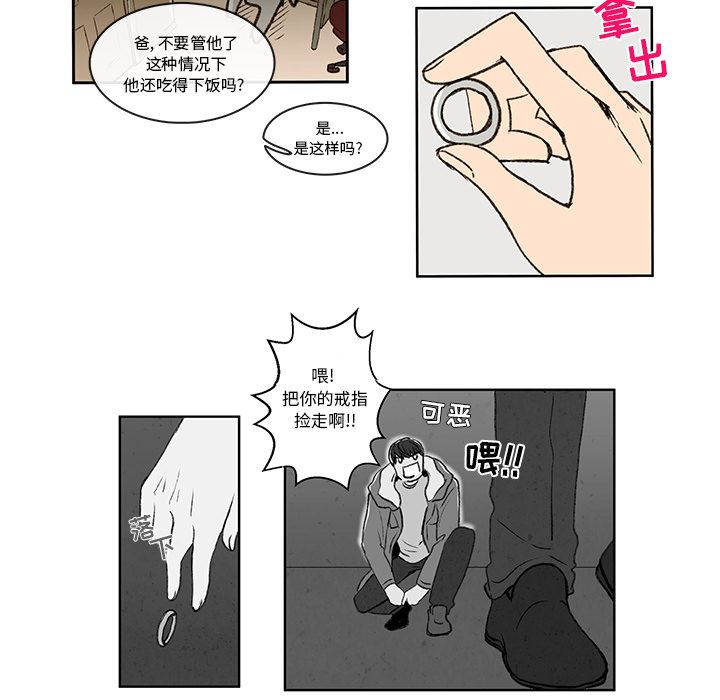 爸, 不要管他了
这种情况下
他还吃得下饭吗?
是...
是这样吗?
拿出
喂!
把你的戒指
捡走啊!!
可恶
喂!!
落下